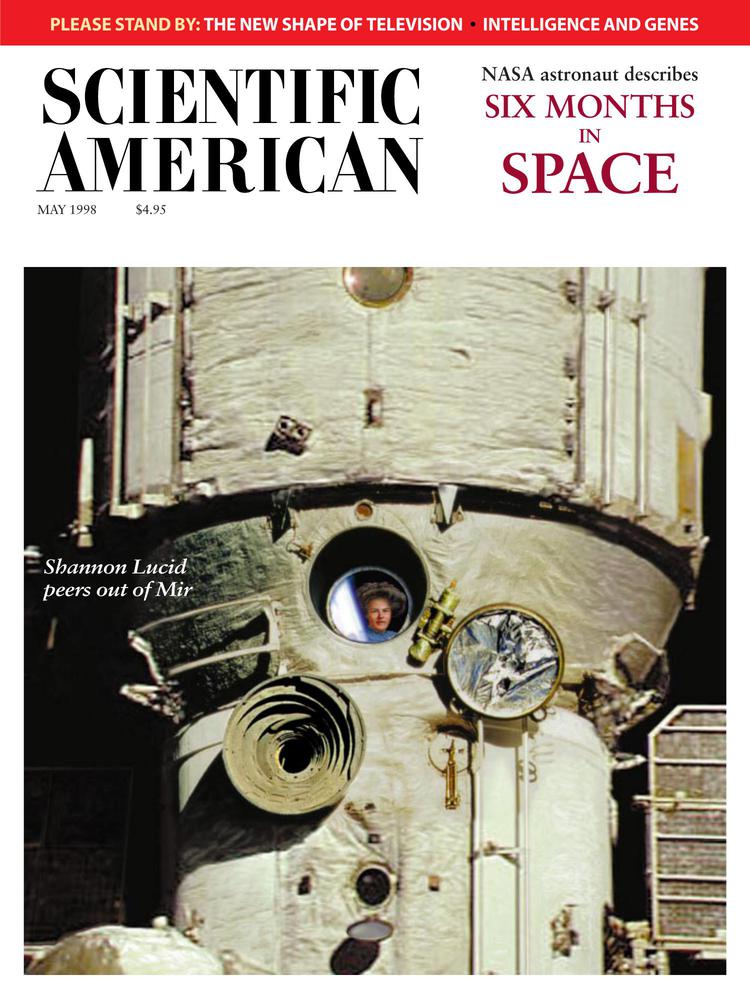 PLEASE STAND BY: THE NEW SHAPE OF TELEVISION • INTELLIGENCE AND GENES
SCIENTIFIC
AMERICAN
MAY 1998 $4.95
NASA astronaut describes
SIX MONTHS
IN
SPACE
Shannon Lucid
peers out of Mir